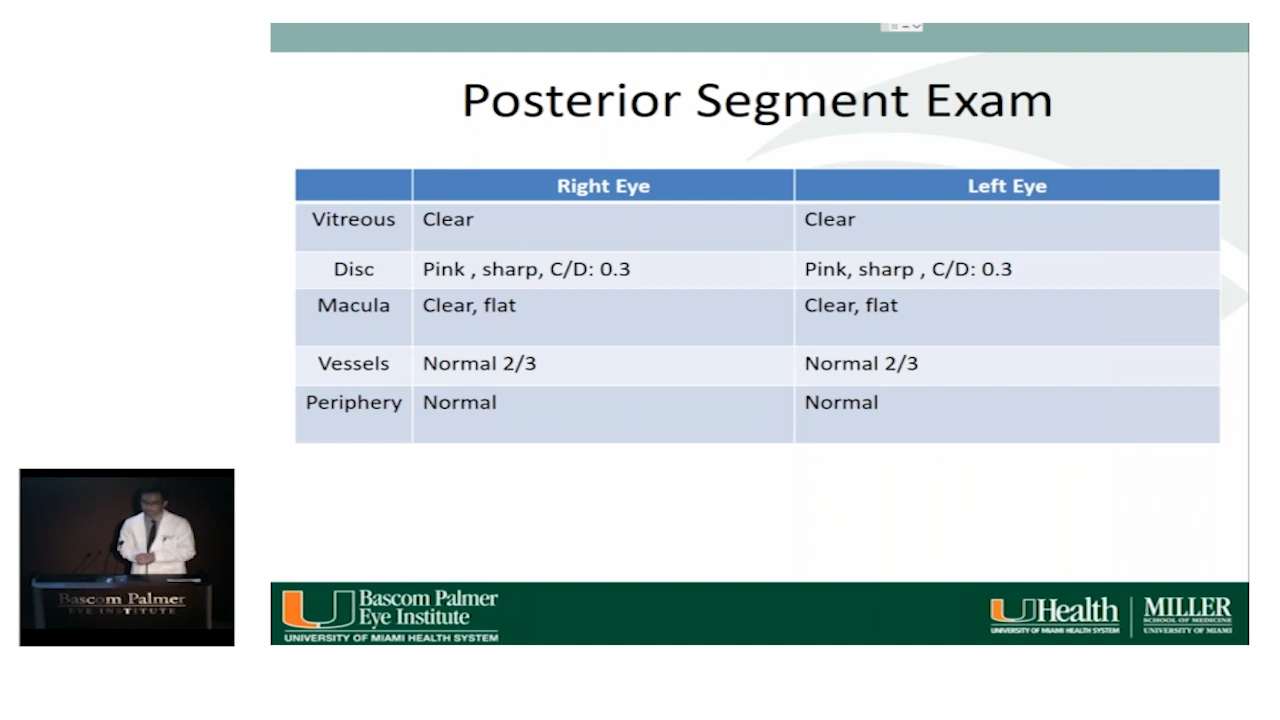 Posterior Segment Exam
Right Eye Left Eye
Vitreous Clear Clear
Disc Pink , sharp, C/D: 0.3 Pink, sharp , C/D: 0.3
Macula Clear, flat Clear, flat
Vessels Normal 2/3 Normal 2/3
Periphery Normal Normal
Bascom Palmer
EYE INSTITUTE
Bascom Palmer
Eye Institute
UNIVERSITY OF MIAMI HEALTH SYSTEM
UHealth
UNIVERSITY OF MIAMI HEALTH SYSTEM
MILLER
SCHOOL OF MEDICINE
UNIVERSITY OF MIAMI